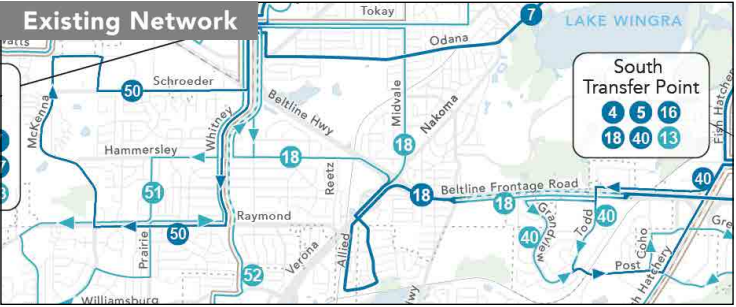 Existing Network
Tokay
7
LAKE WINGRA
Odana
South
Transfer Point
4 5 16
18 40 13
Schroeder
50
McKenna
Whitney
Beltline Hwy
Midvale
Nakoma
Fish Hatchery
18
Hammersley
18
Reetz
51
Beltline Frontage Road
40
18
18
Raymond
50
Grandview
40
Todd
40
Allied
Verona
Prairie
Coho
Post
52
Williamsburg